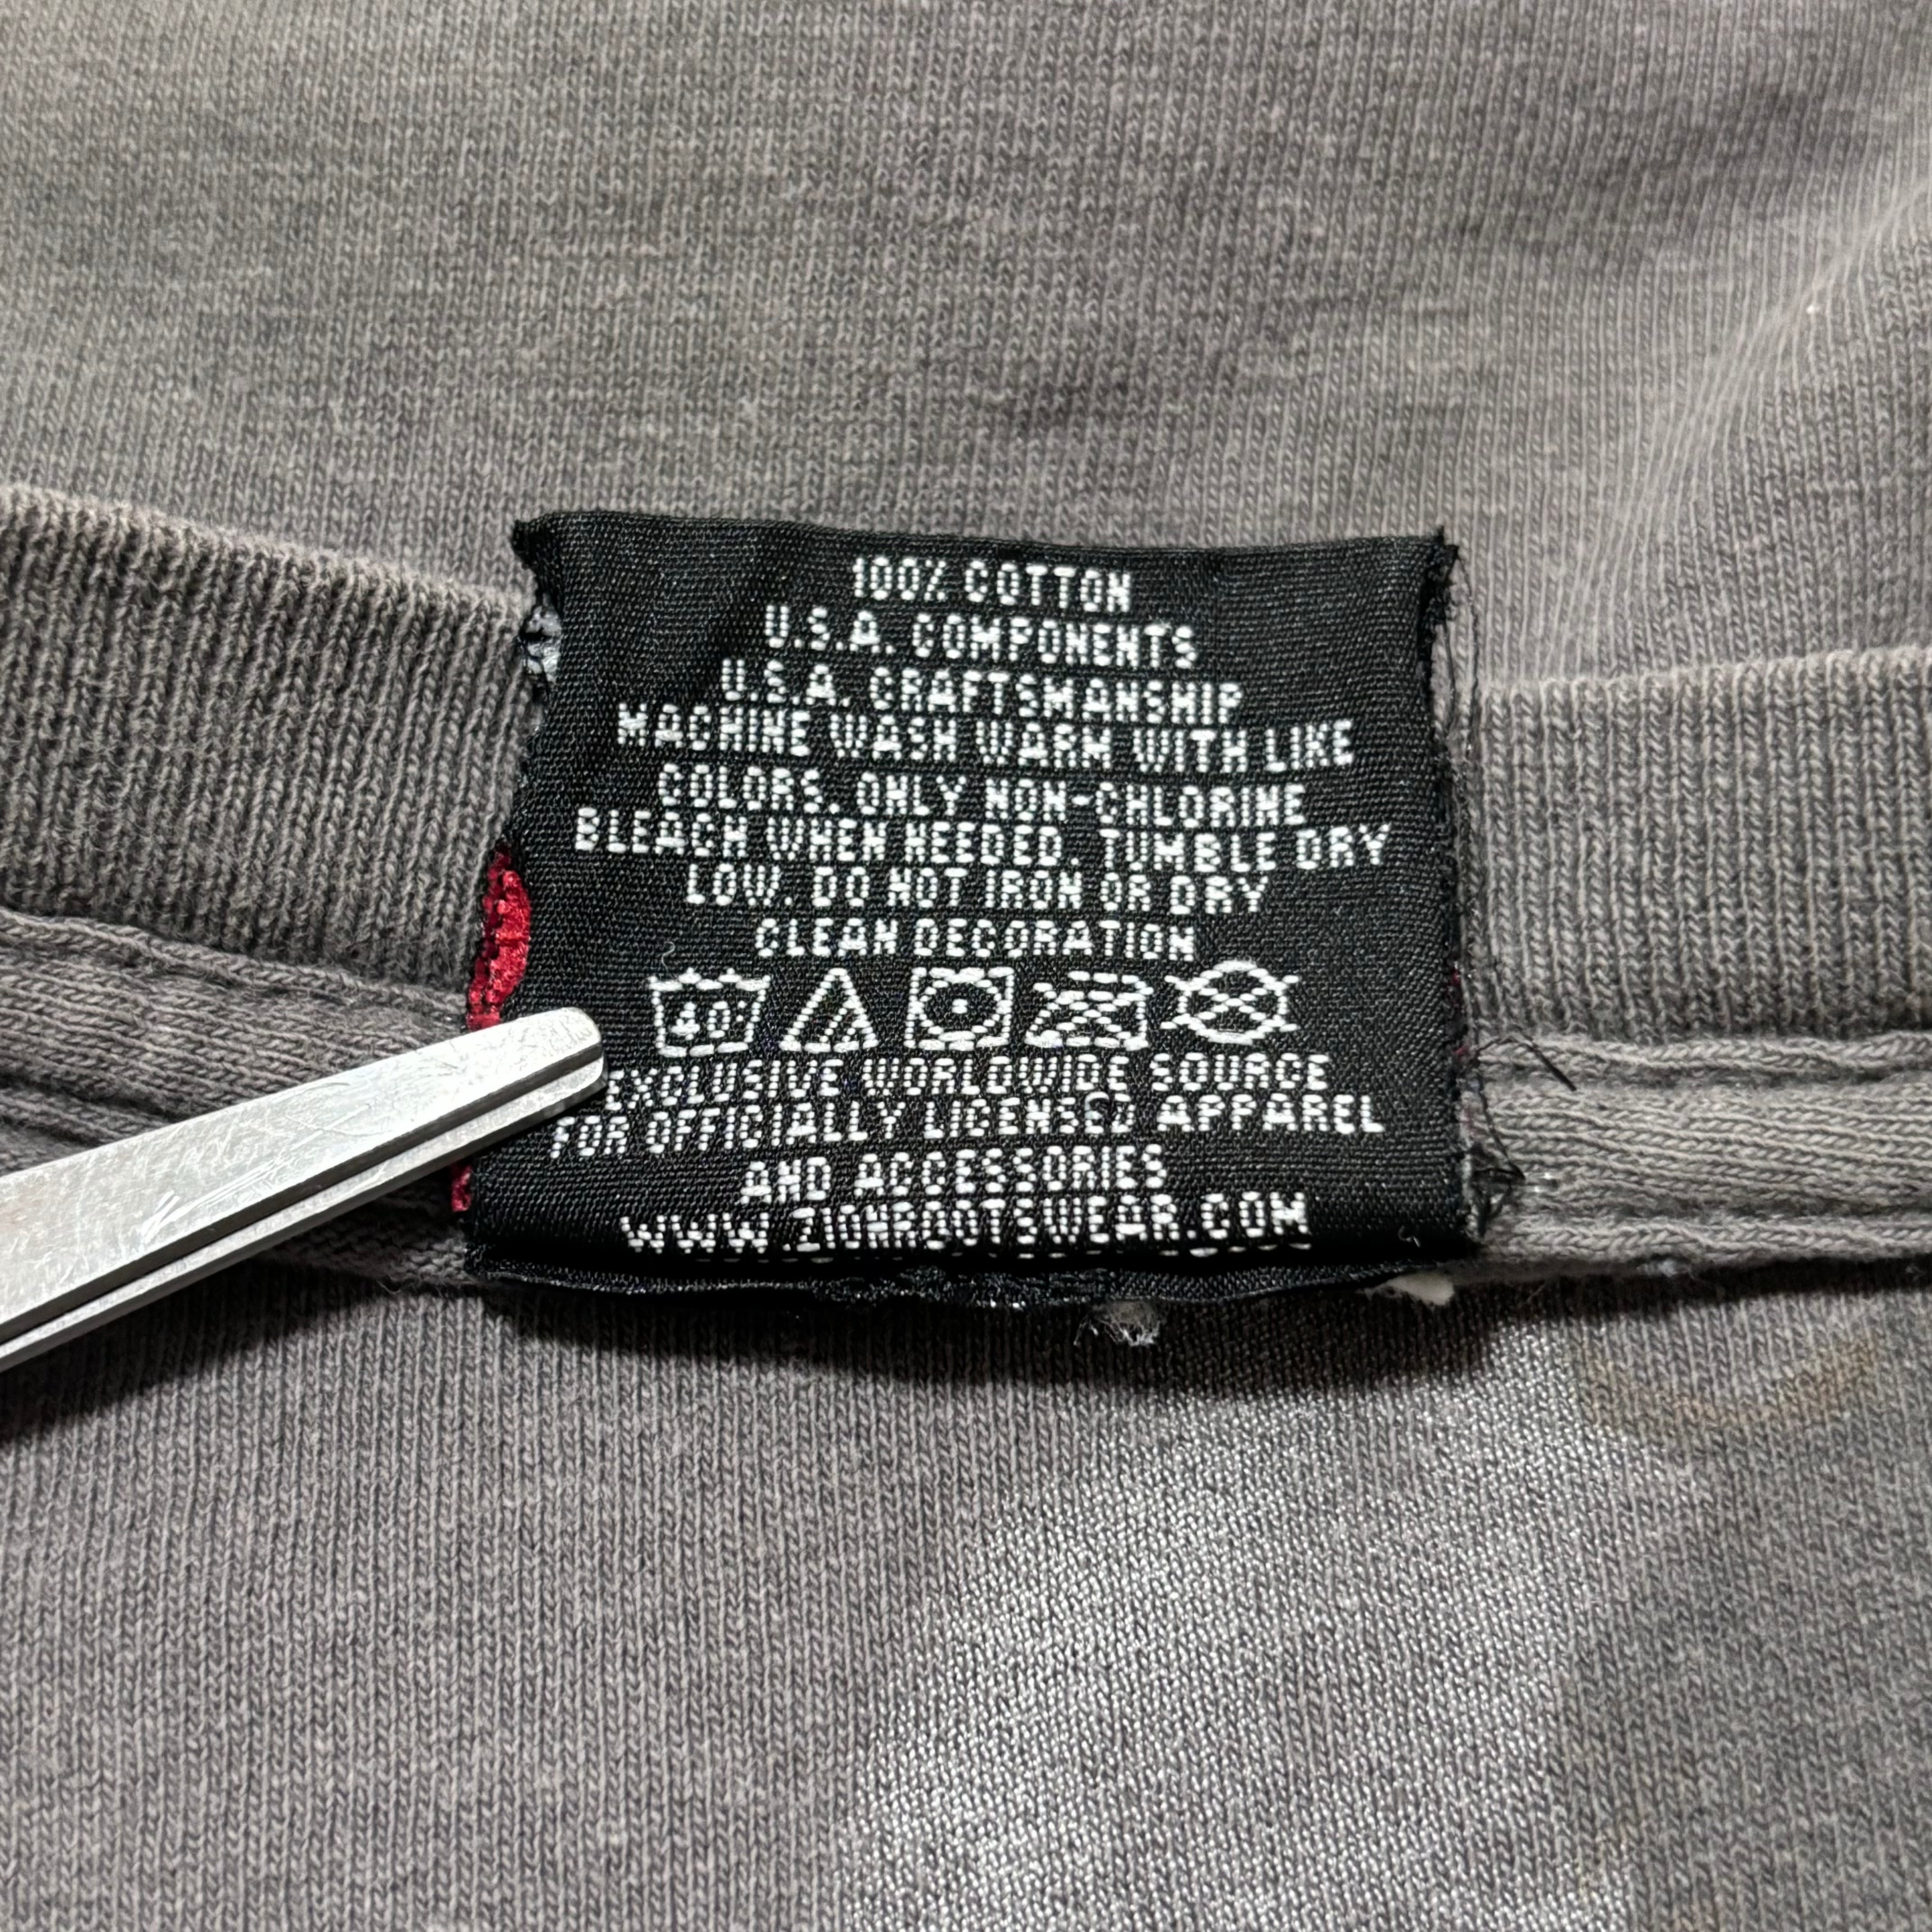 100% COTTON
U.S.A. COMPONENTS
U.S.A. CRAFTSMANSHIP
MACHINE WASH WARM WITH LIKE
COLORS. ONLY NON-CHLORINE
BLEACH WHEN NEEDED. TUMBLE DRY
LOW. DO NOT IRON OR DRY
CLEAN DECORATION
40
EXCLUSIVE WORLDWIDE SOURCE
FOR OFFICIALLY LICENSED APPAREL
AND ACCESSORIES
WWW.ZIONROOTSWEAR.COM